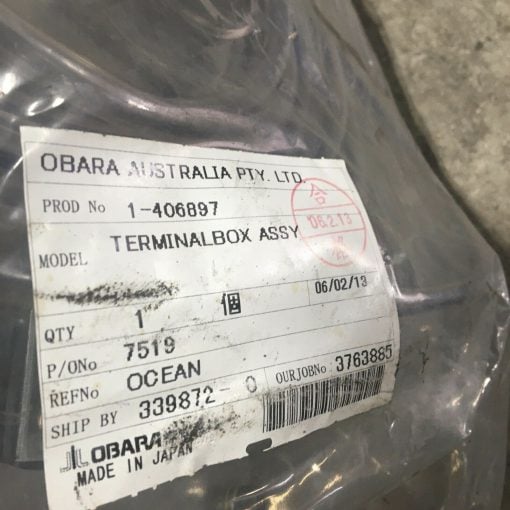 OBARA AUSTRALIA PTY. LTD.
PROD No 1-406897
合
'06.2.13
MODEL TERMINALBOX ASSY
06/02/13
QTY 1 個
P/ONo 7519
REFNo OCEAN
SHIP BY 339872-0 OURJOBNo 3763885
OBARA
MADE IN JAPAN